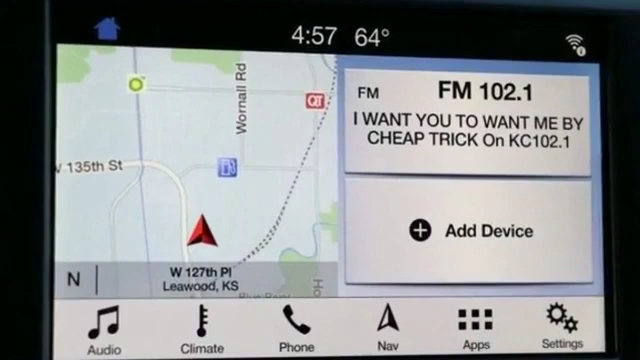 4:57 64°
Wornall Rd
QT
W 135th St
N
W 127th Pl
Leawood, KS
FM
FM 102.1
I WANT YOU TO WANT ME BY
CHEAP TRICK On KC102.1
Add Device
Audio
Climate
Phone
Nav
Apps
Settings